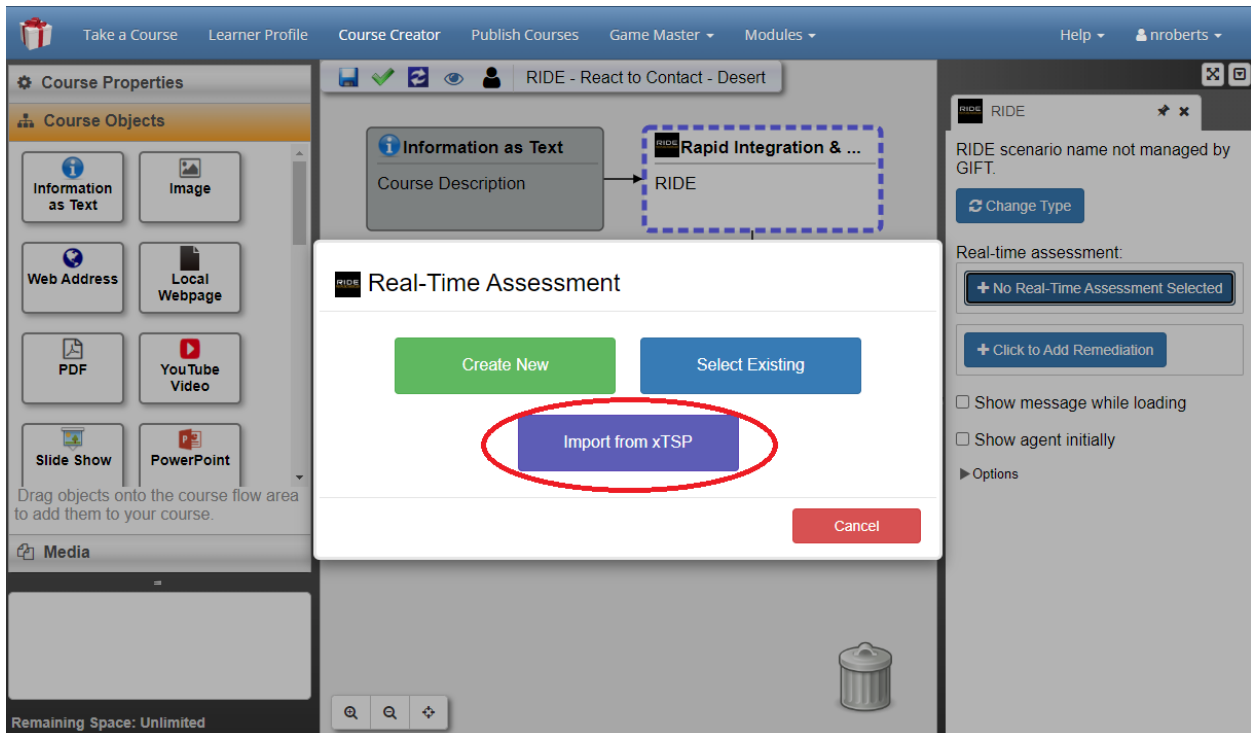 Take a Course Learner Profile Course Creator Publish Courses Game Master Modules Help nroberts
Course Properties
Course Objects
Information
as Text
Image
Web Address
Local
Webpage
PDF
YouTube
Video
Slide Show
PowerPoint
Drag objects onto the course flow area
to add them to your course.
Media
Remaining Space: Unlimited
RIDE - React to Contact - Desert
Information as Text
Course Description
RIDE Rapid Integration & ...
RIDE
RIDE Real-Time Assessment
Create New
Select Existing
Import from xTSP
Cancel
RIDE RIDE
RIDE scenario name not managed by
GIFT.
Change Type
Real-time assessment:
No Real-Time Assessment Selected
Click to Add Remediation
Show message while loading
Show agent initially
Options